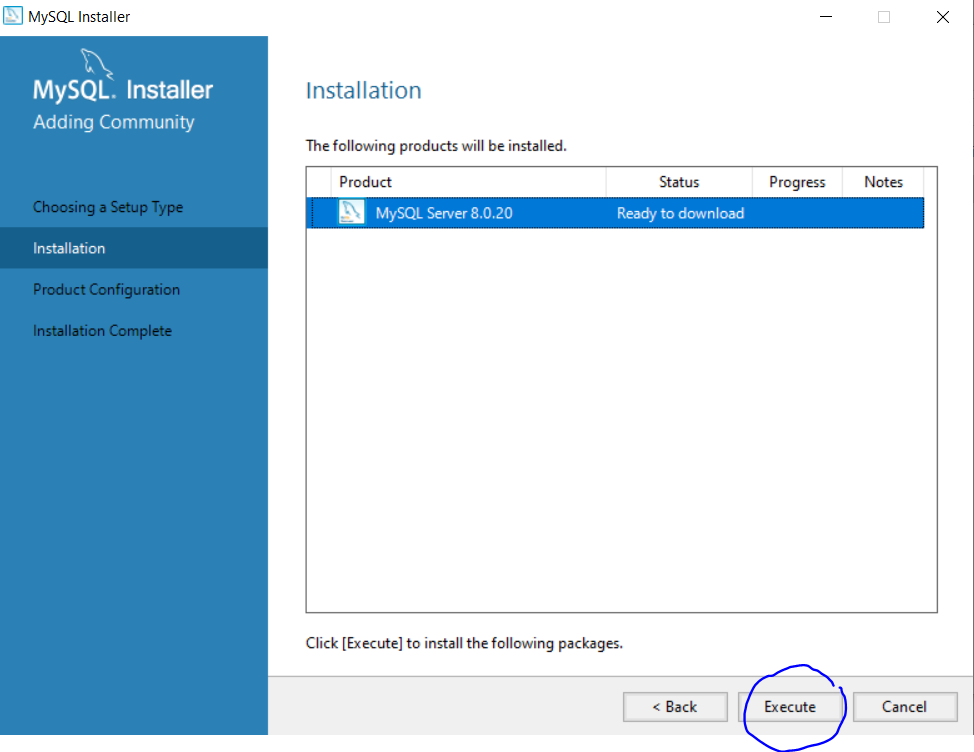 MySQL Installer
MySQL. Installer
Adding Community
Choosing a Setup Type
Installation
Product Configuration
Installation Complete
Installation
The following products will be installed.
Product Status Progress Notes
MySQL Server 8.0.20 Ready to download
Click [Execute] to install the following packages.
< Back Execute Cancel